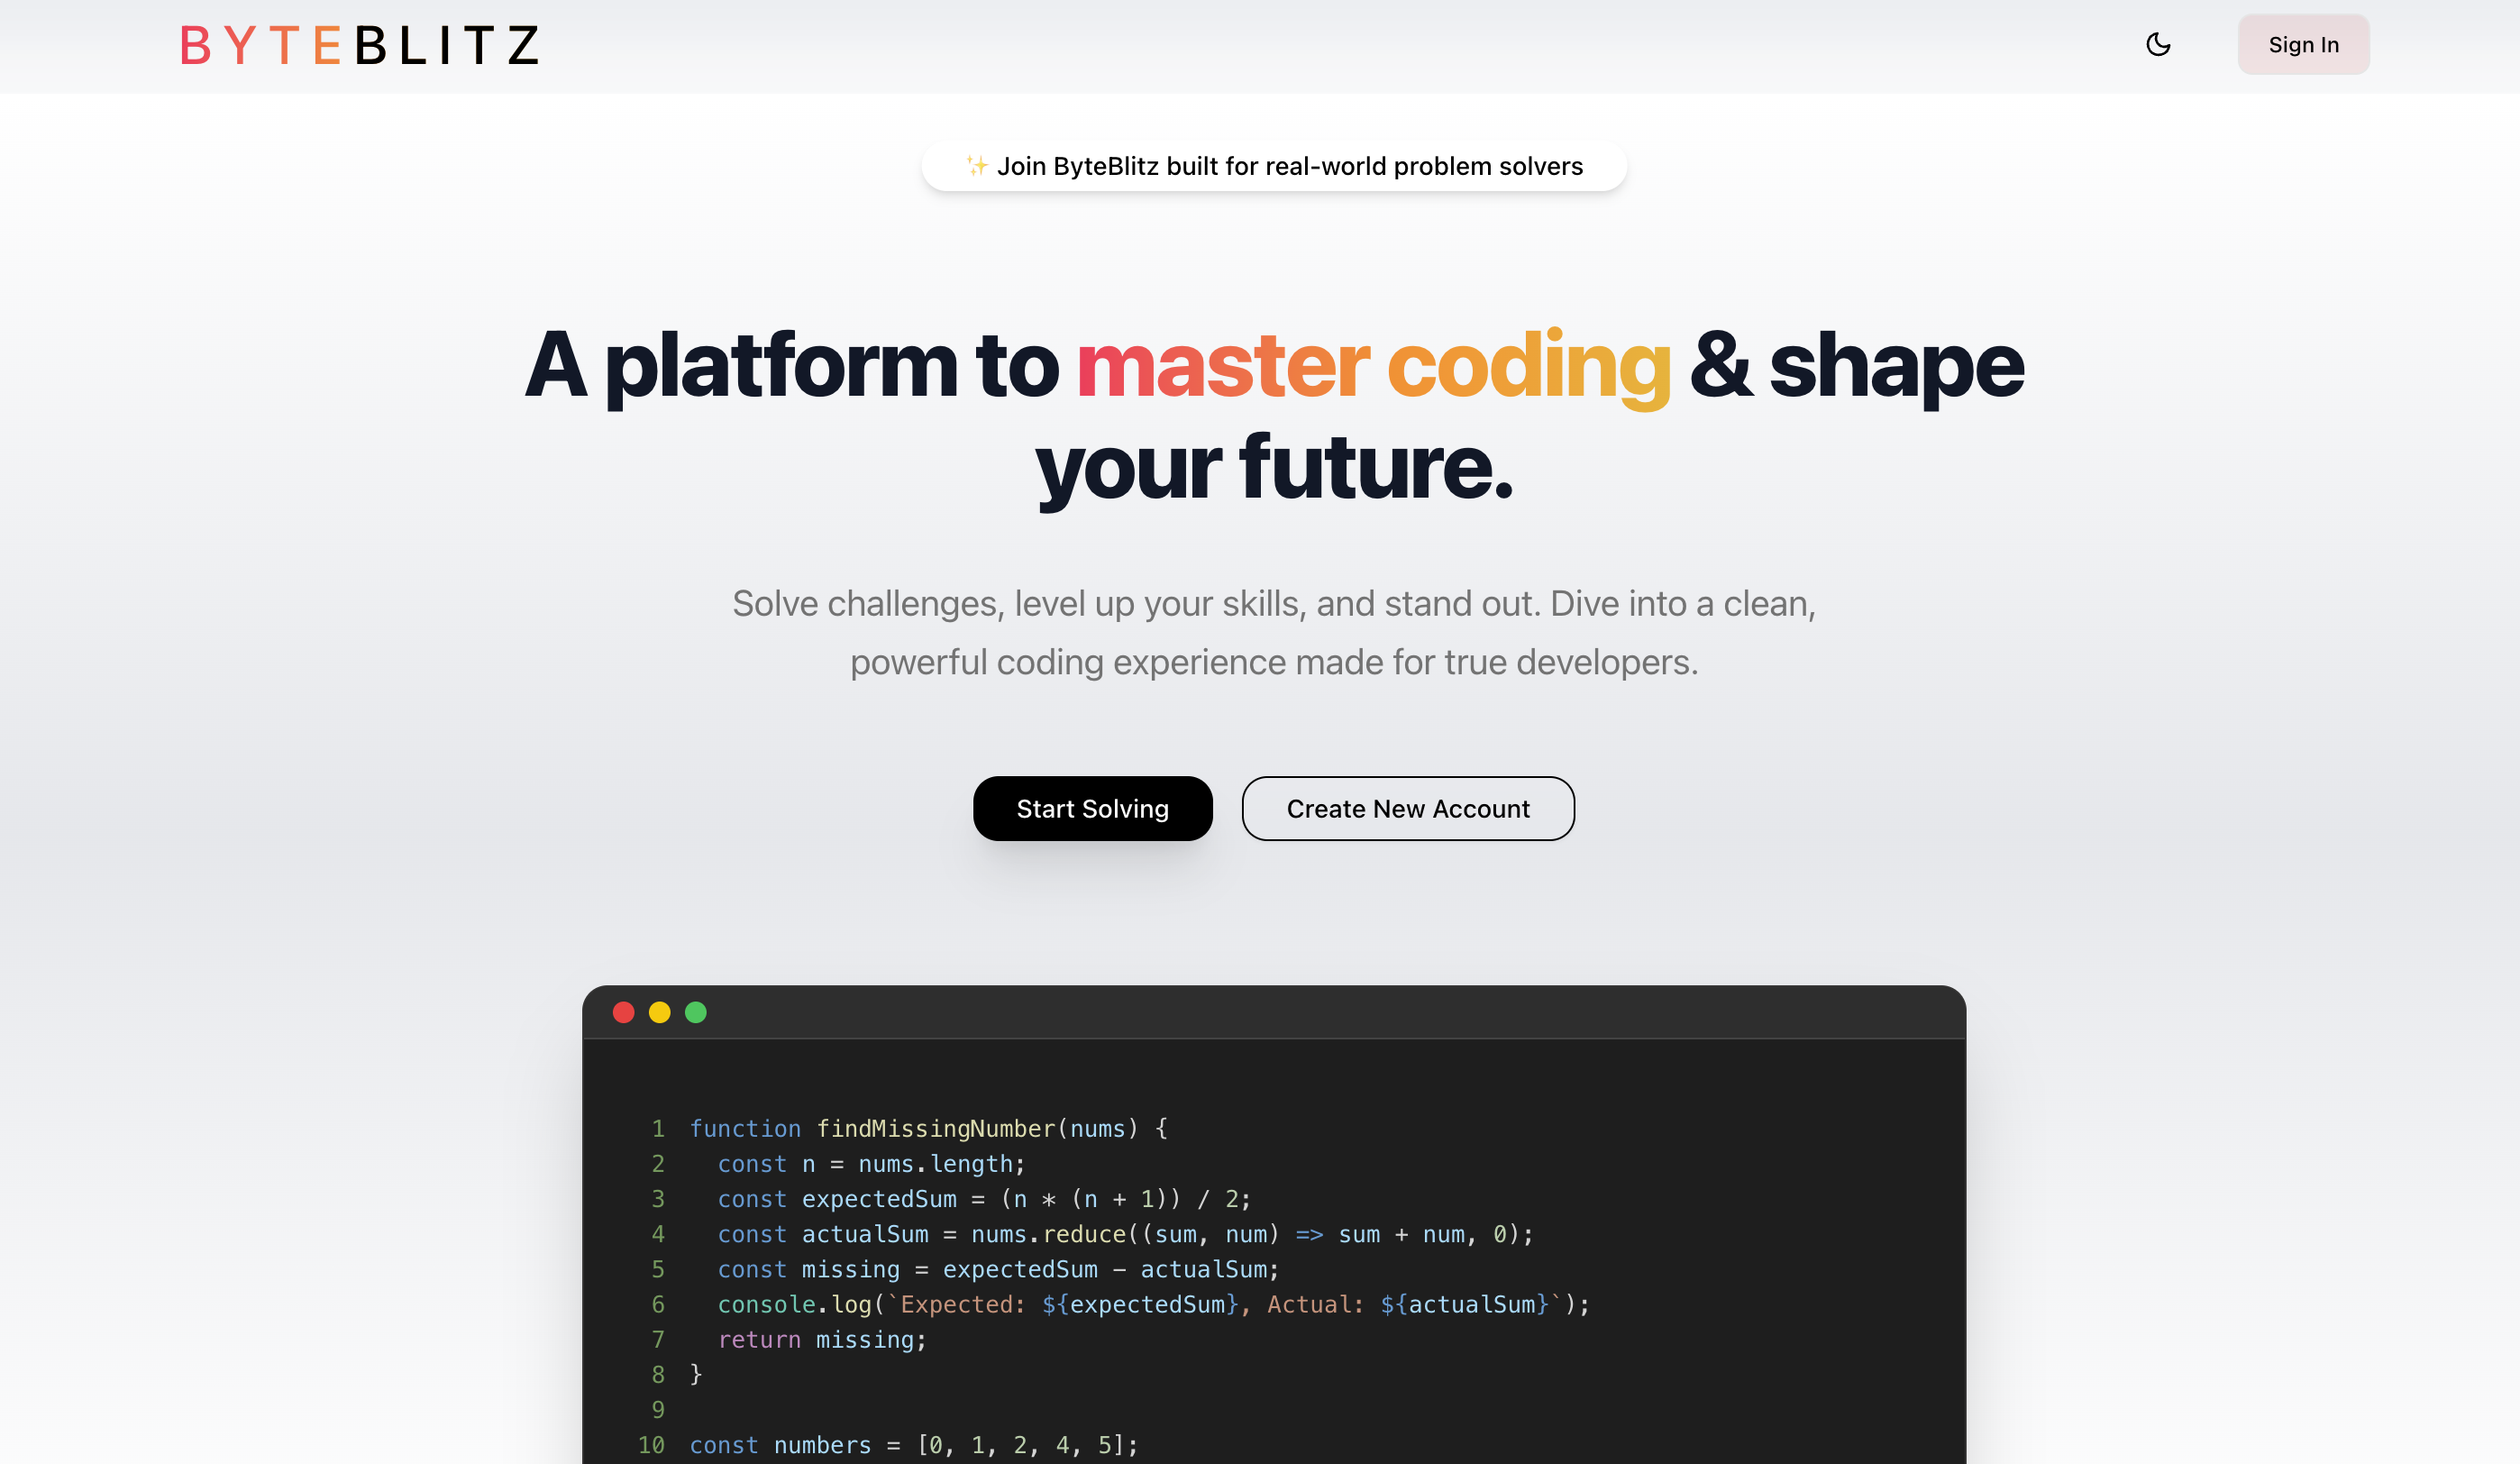 BYTEBLITZ
Sign In
✨ Join ByteBlitz built for real-world problem solvers
A platform to master coding & shape
your future.
Solve challenges, level up your skills, and stand out. Dive into a clean,
powerful coding experience made for true developers.
Start Solving
Create New Account
1 function findMissingNumber(nums) {
2   const n = nums.length;
3   const expectedSum = (n * (n + 1)) / 2;
4   const actualSum = nums.reduce((sum, num) => sum + num, 0);
5   const missing = expectedSum - actualSum;
6   console.log(`Expected: ${expectedSum}, Actual: ${actualSum}`);
7   return missing;
8 }
9
10 const numbers = [0, 1, 2, 4, 5];